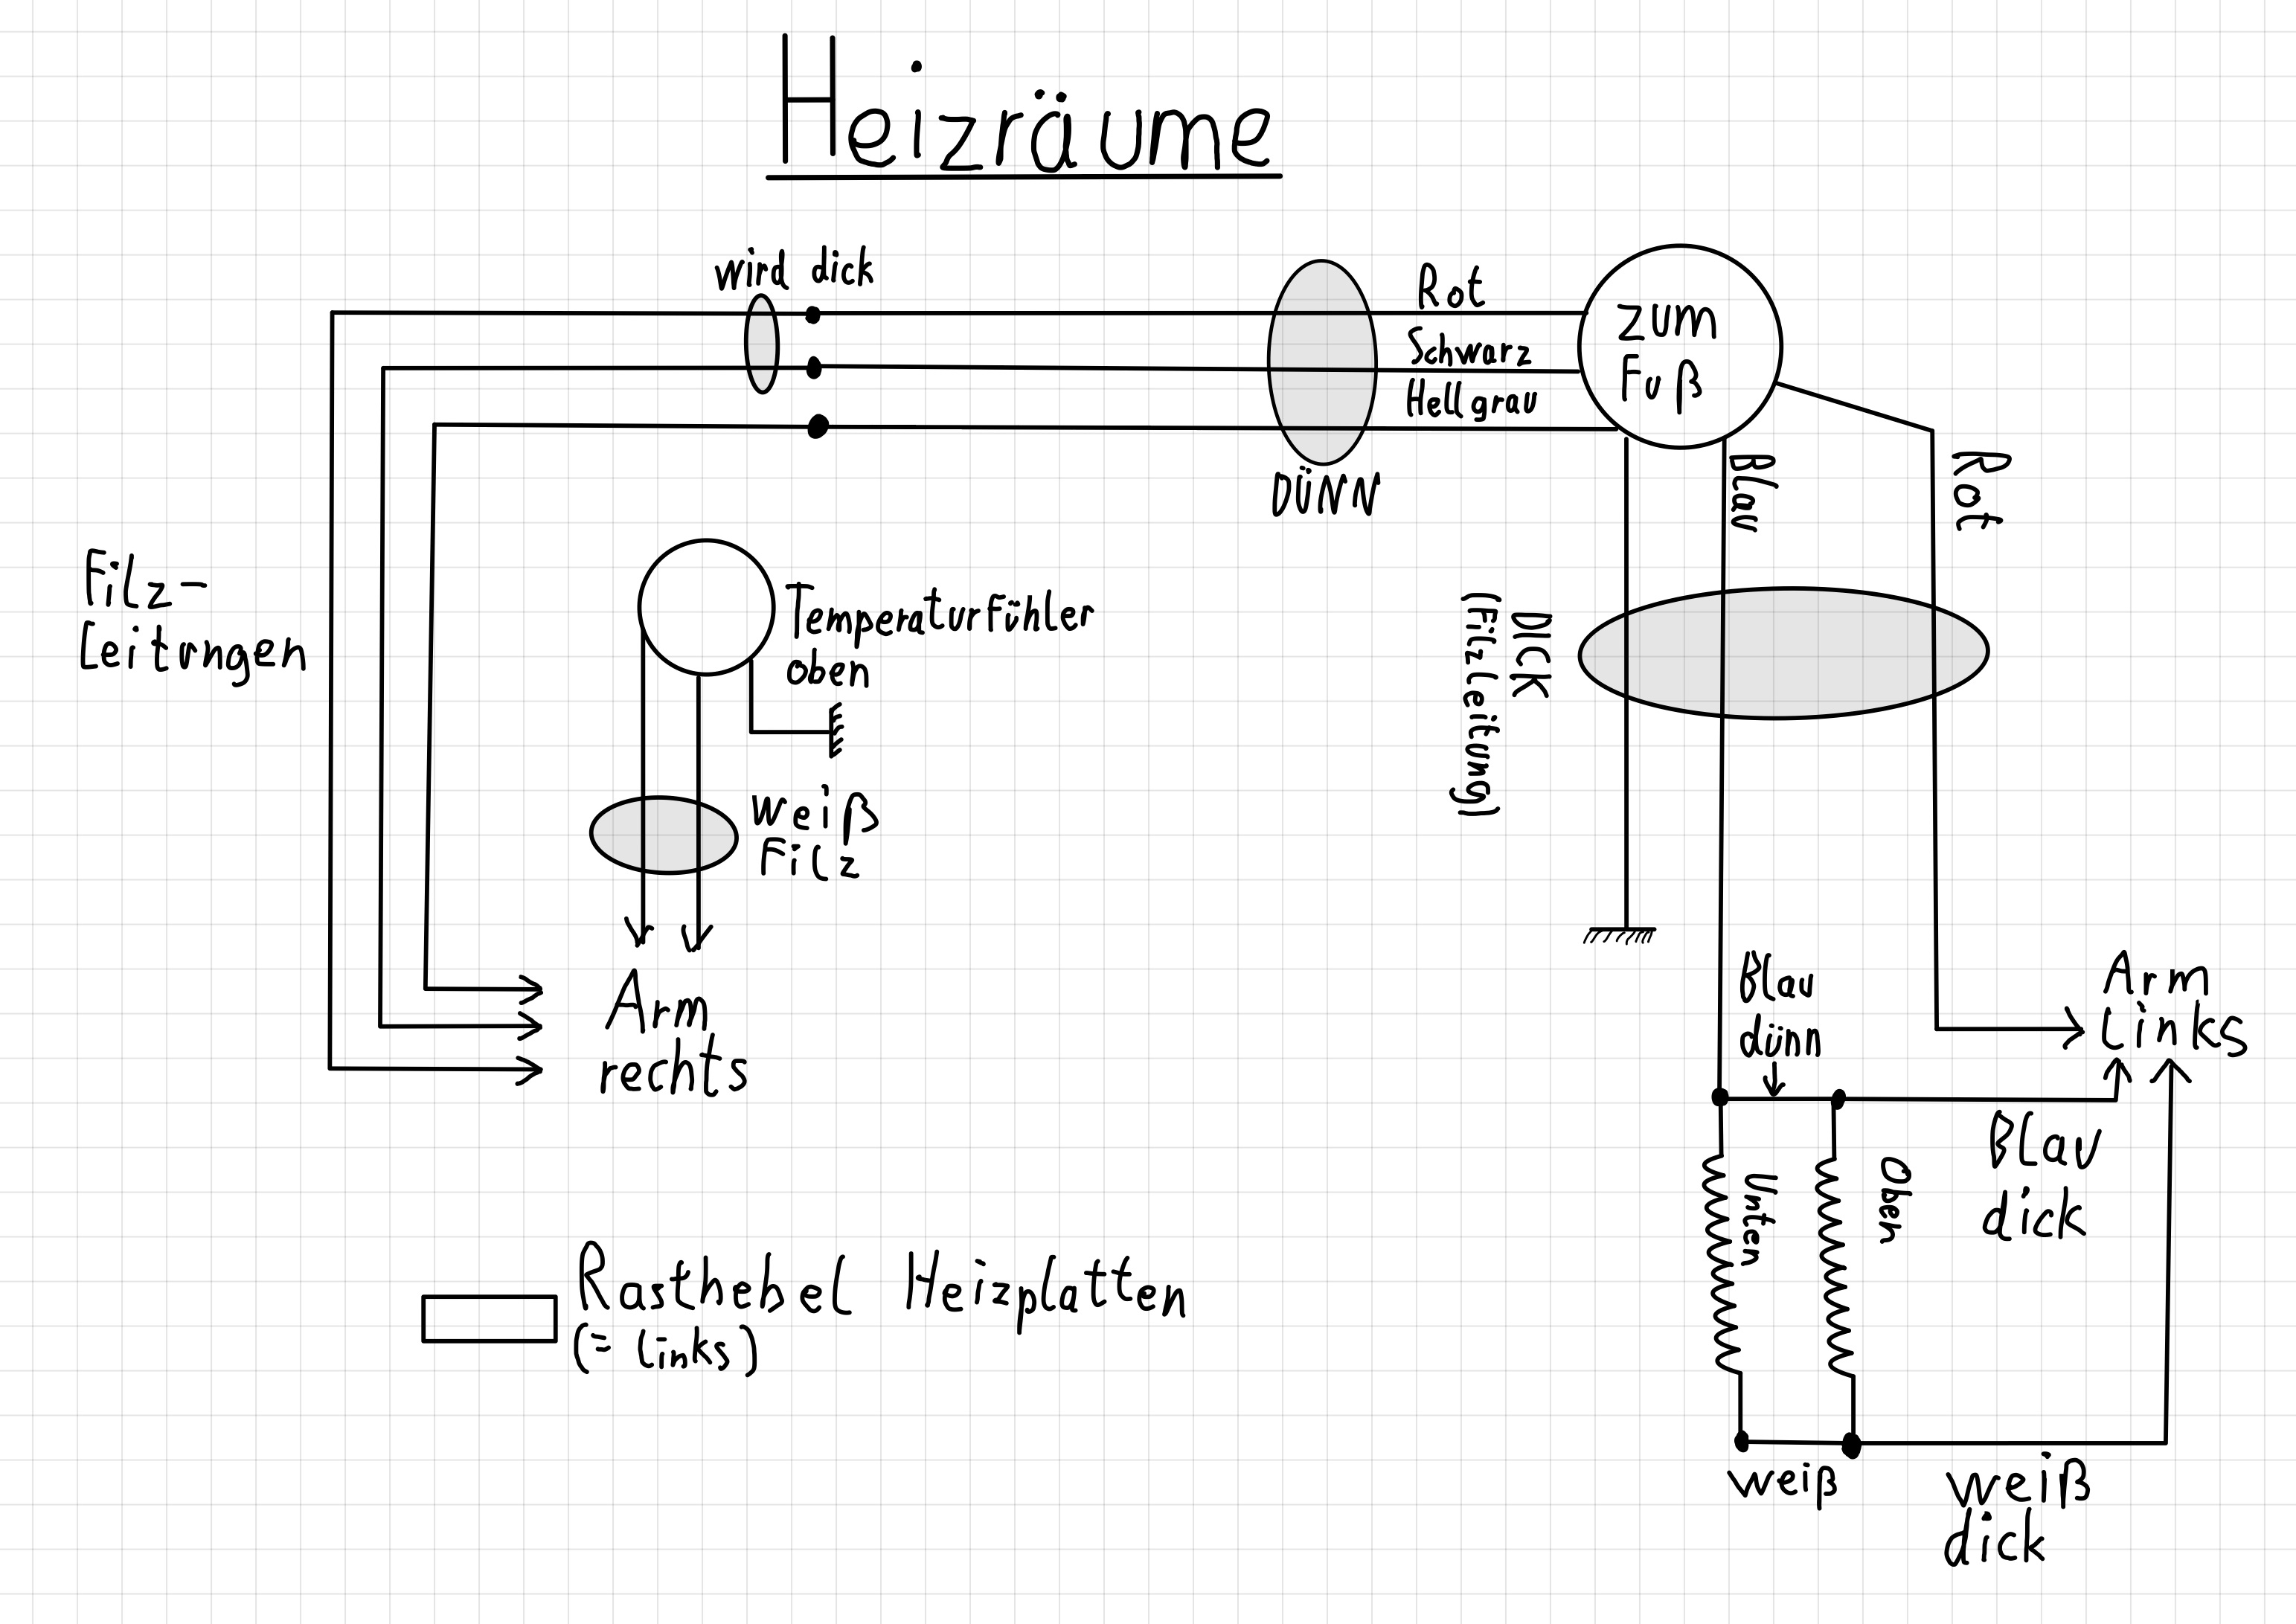 Heizräume
wird dick
Rot
Schwarz
Hellgrau
DÜNN
zum
Fuß
Blau
Rot
Filz-
Leitungen
Temperaturfühler
oben
DICK
(Filzleitung)
weiß
Filz
Arm
rechts
Blau
dünn
Arm
Links
Blau
dick
Unten
Oben
Rasthebel Heizplatten
(= links)
weiß
weiß
dick